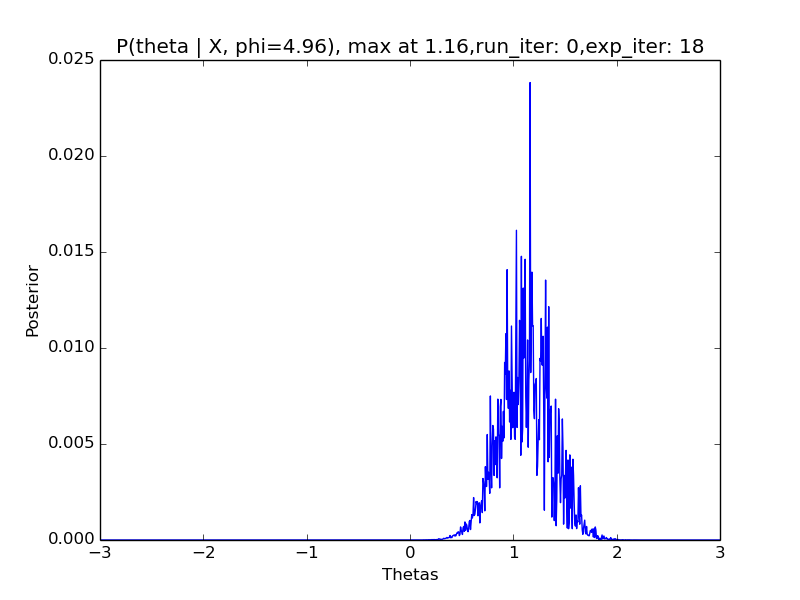 P(theta | X, phi=4.96), max at 1.16,run_iter: 0,exp_iter: 18
0.025
0.020
0.015
0.010
0.005
0.000
Posterior
−3 −2 −1 0 1 2 3
Thetas